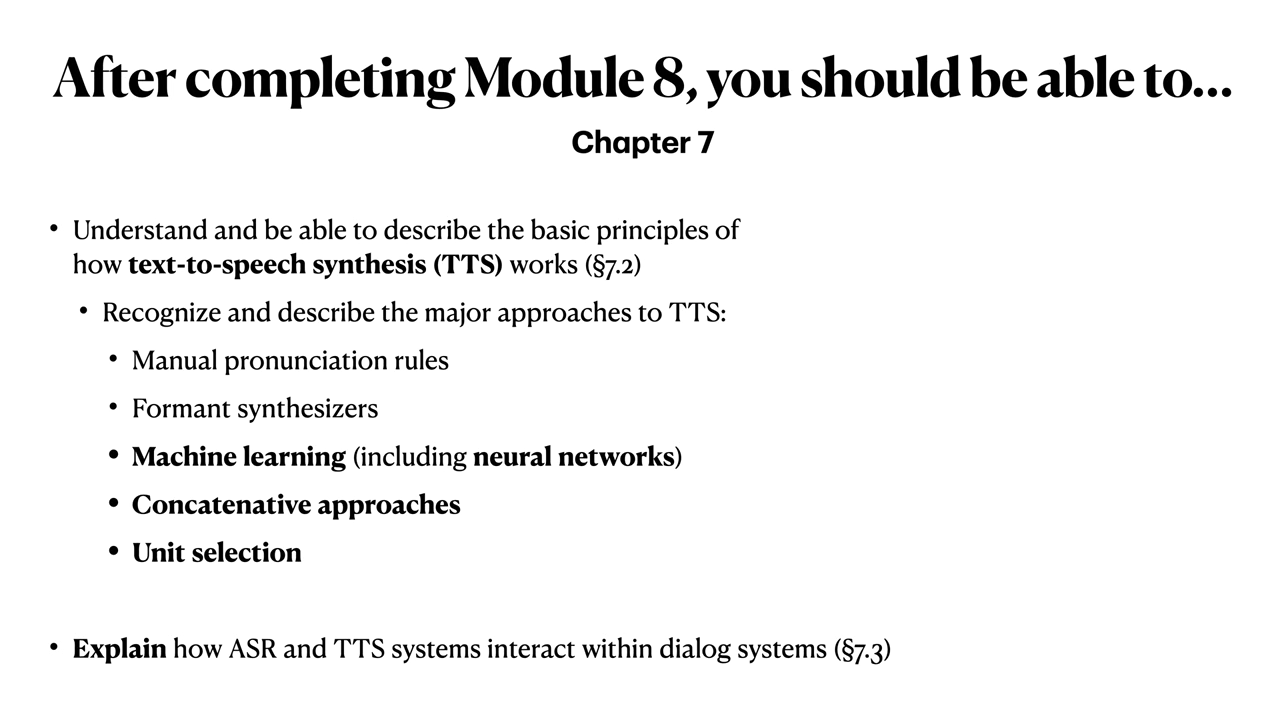 After completing Module 8, you should be able to...
Chapter 7
• Understand and be able to describe the basic principles of
how text-to-speech synthesis (TTS) works (§7.2)
• Recognize and describe the major approaches to TTS:
• Manual pronunciation rules
• Formant synthesizers
• Machine learning (including neural networks)
• Concatenative approaches
• Unit selection
• Explain how ASR and TTS systems interact within dialog systems (§7.3)